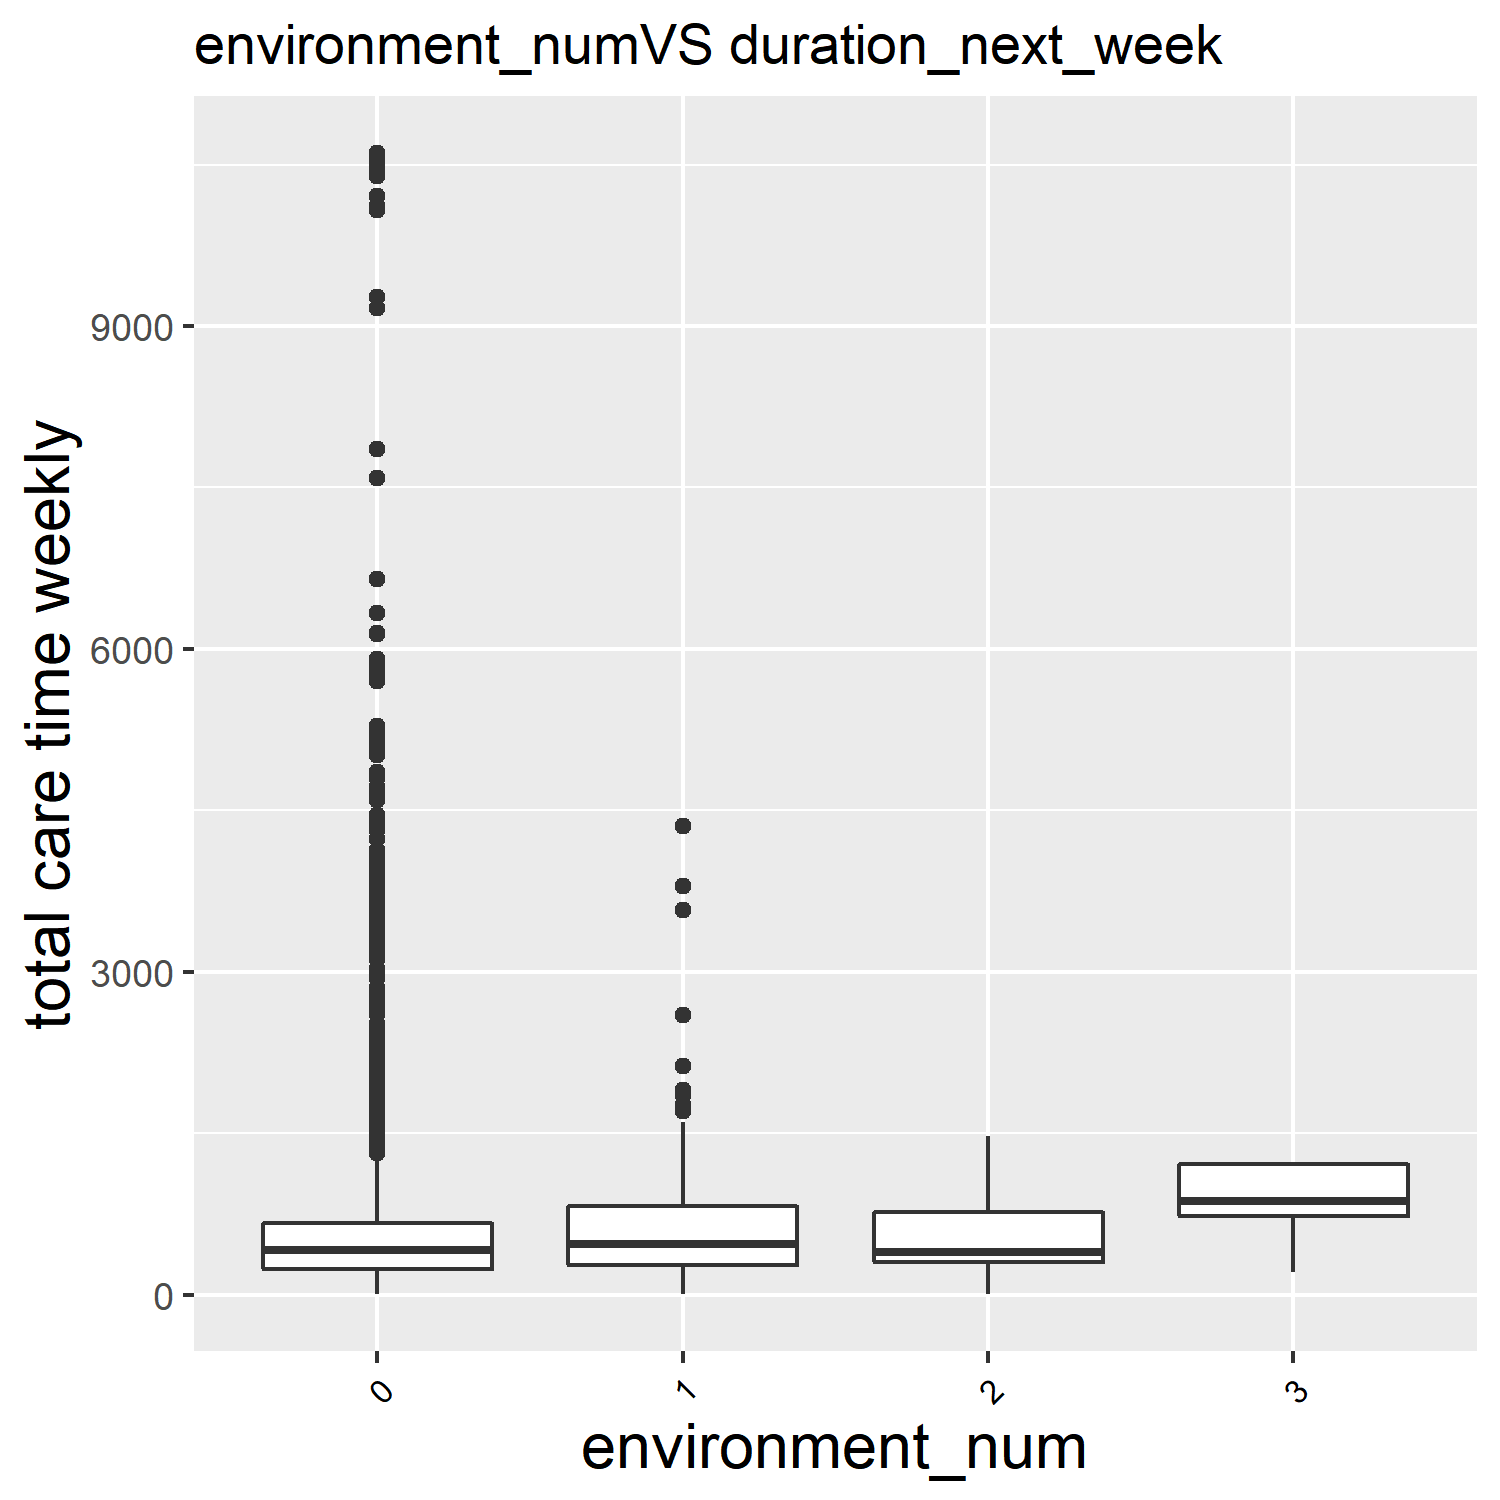 environment_numVS duration_next_week
total care time weekly
9000
6000
3000
0
0 1 2 3
environment_num